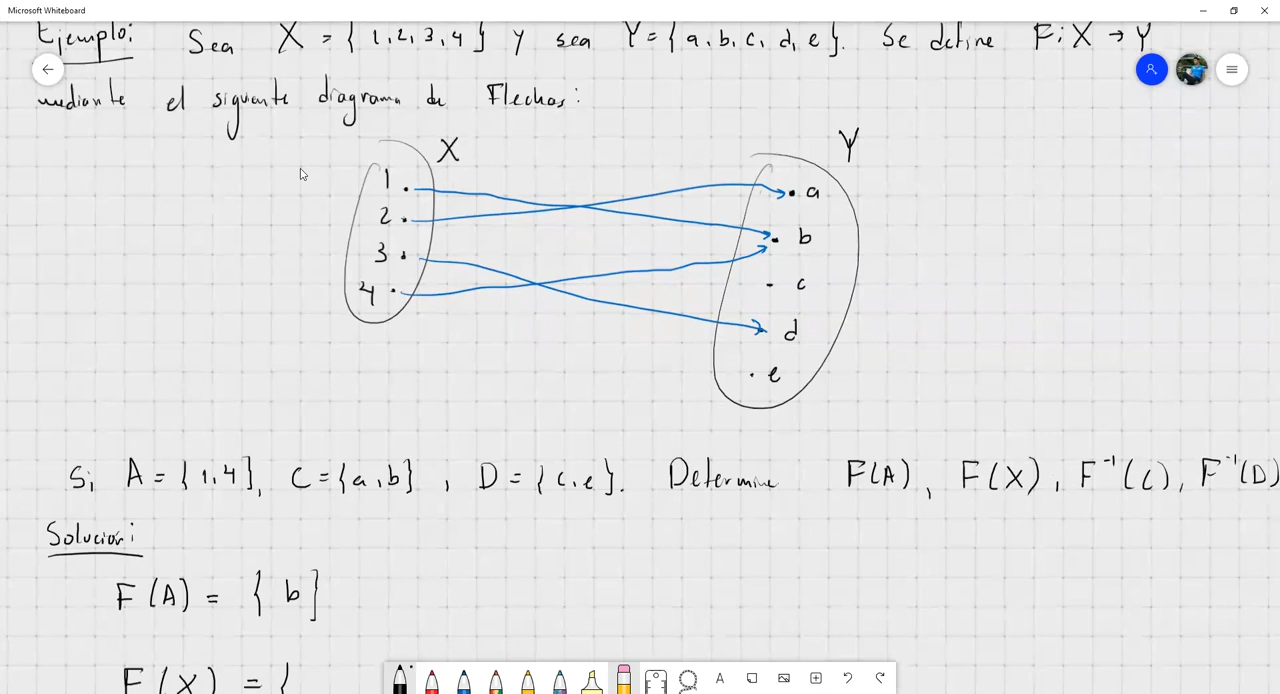 Microsoft Whiteboard
Ejemplo: Sea X = { 1, 2, 3, 4 } y sea Y = { a, b, c, d, e }. Se define F: X → Y
mediante el siguiente diagrama de Flechas:
X Y
1 a
2 b
3 c
4 d
e
Si A = { 1, 4 }, C = { a, b }, D = { c, e }. Determine F(A), F(X), F⁻¹(C), F⁻¹(D)
Solución:
F(A) = { b }
F(X) = {
A